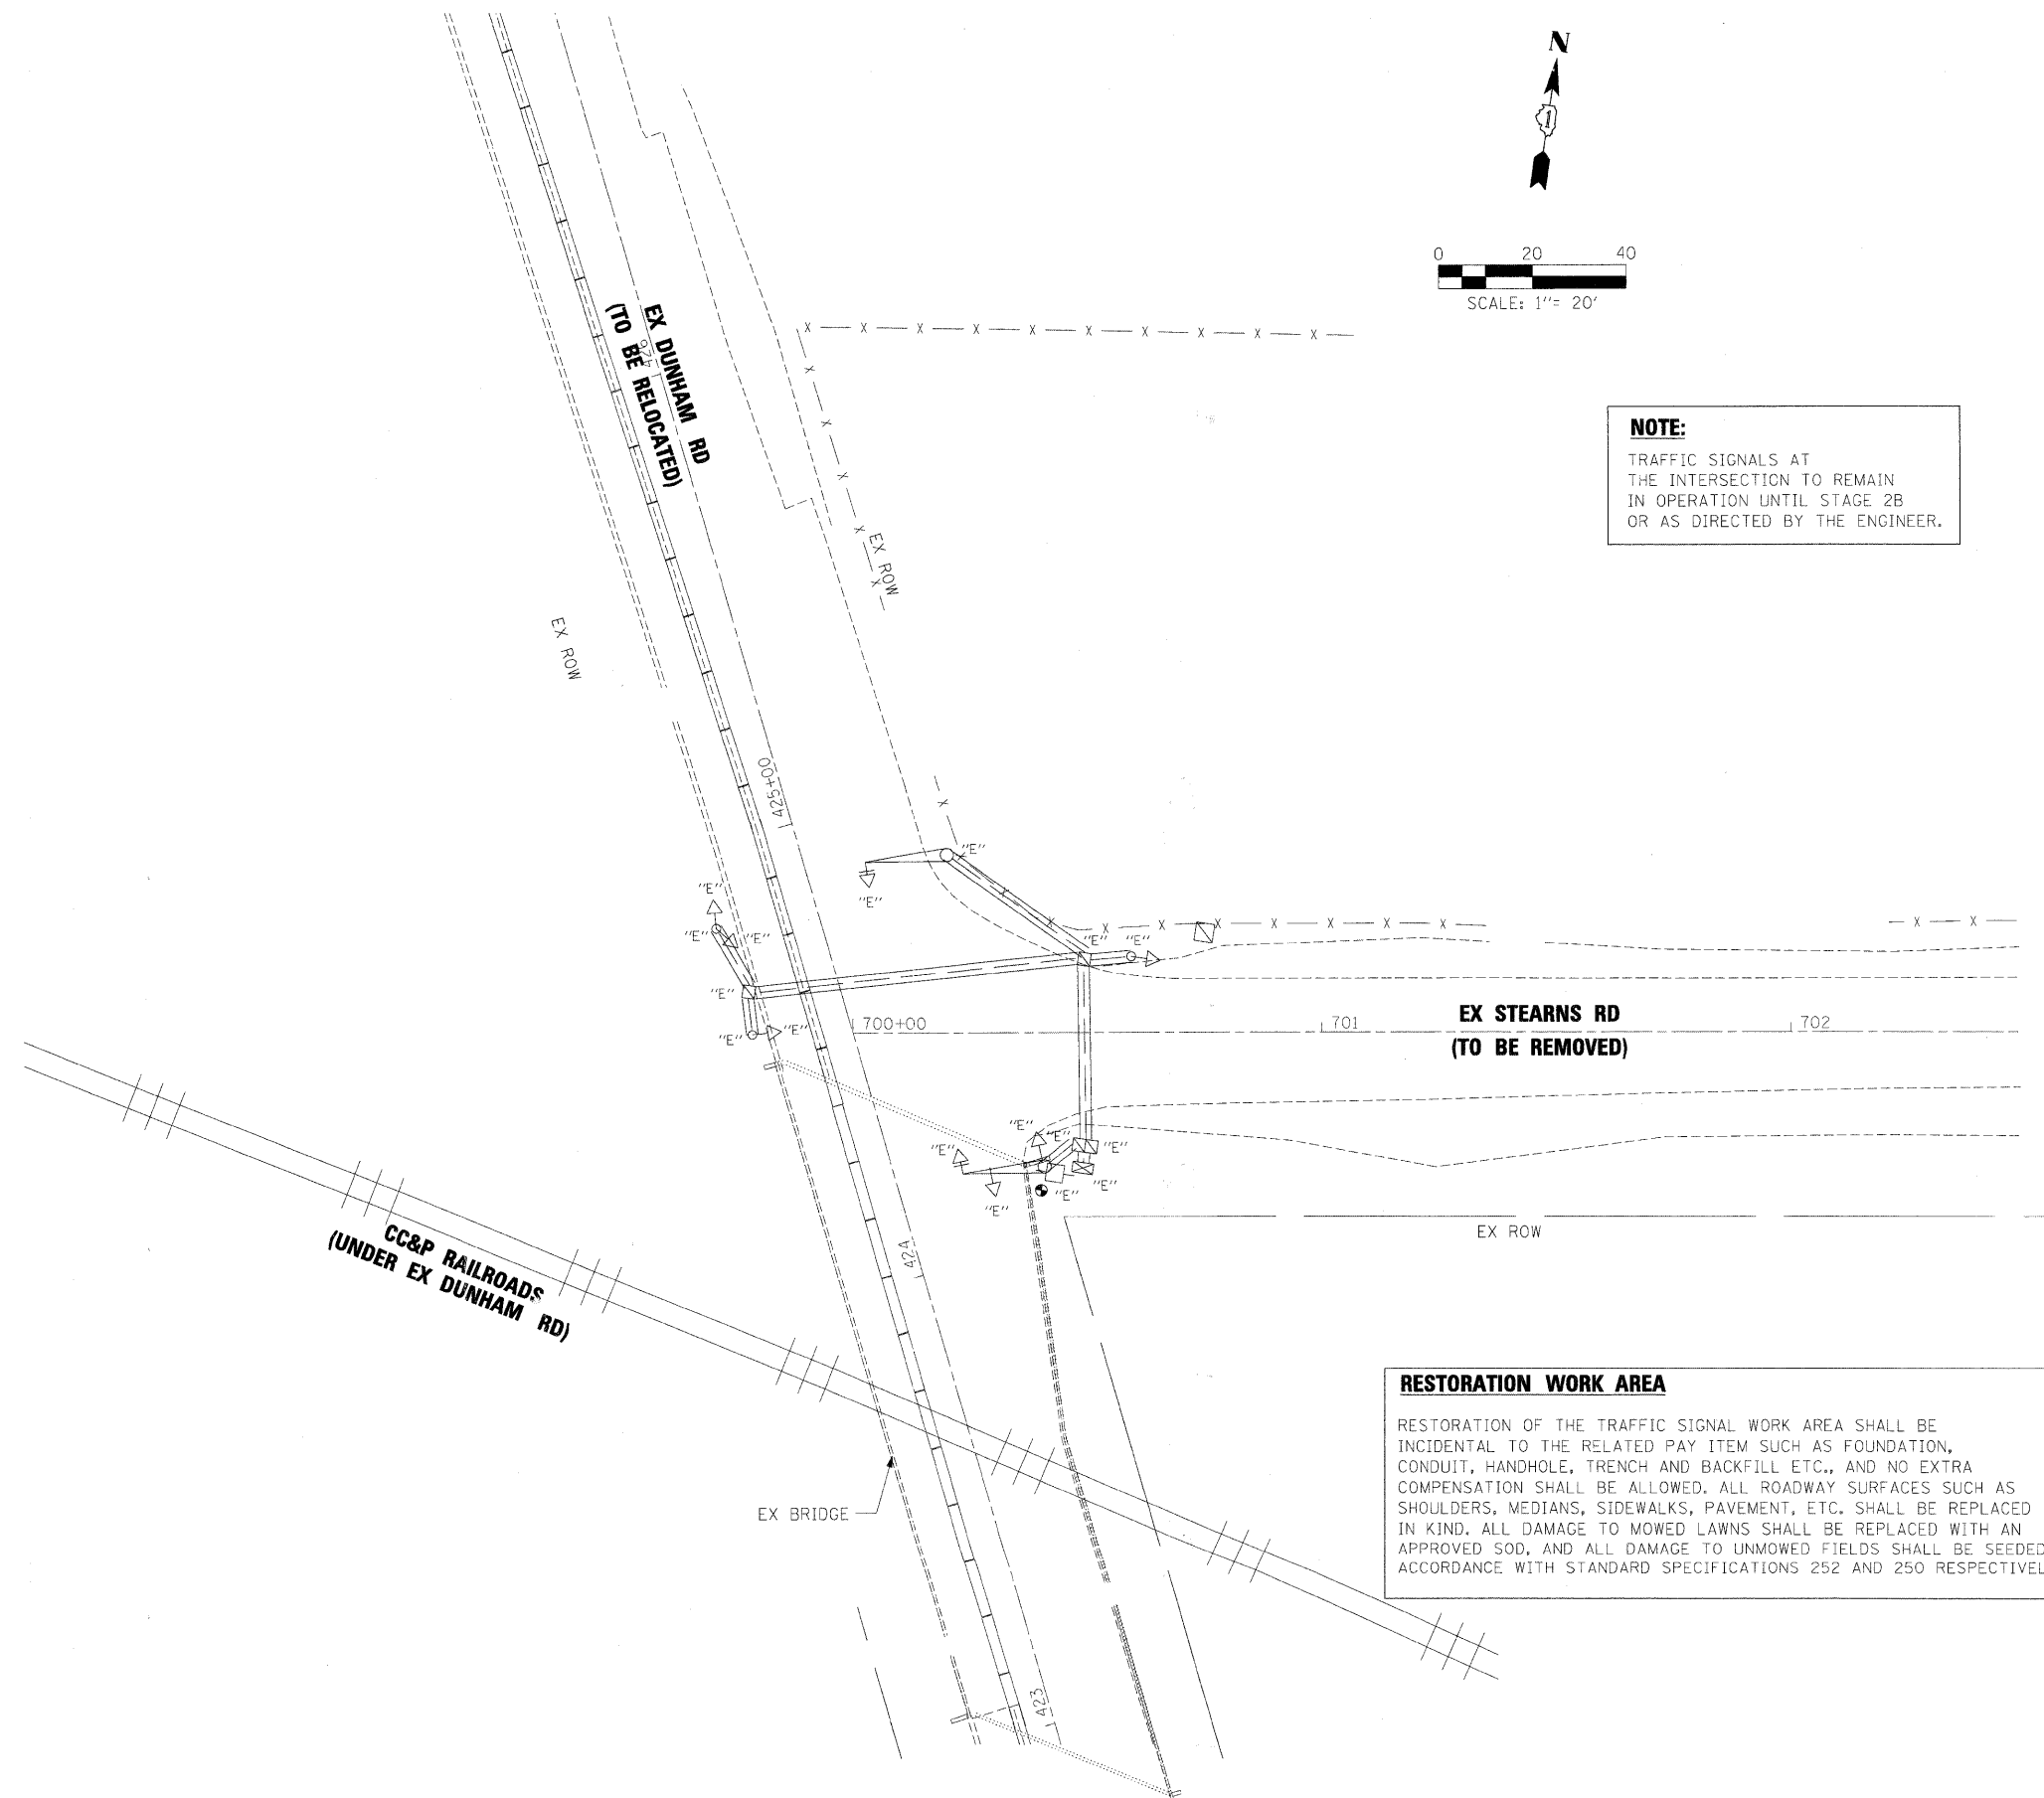 N
1
0 20 40
SCALE: 1"= 20'
EX DUNHAM RD
(TO BE RELOCATED)
426
NOTE:
TRAFFIC SIGNALS AT
THE INTERSECTION TO REMAIN
IN OPERATION UNTIL STAGE 2B
OR AS DIRECTED BY THE ENGINEER.
X X X X X X X X X X
X
X
X
X
X
EX ROW
EX ROW
425+00
X
"E"
"E"
"E"
"E" "E"
"E" "E"
X X X X X X X X
X X
"E"
"E" "E"
700+00
701
702
EX STEARNS RD
(TO BE REMOVED)
"E"
"E"
"E"
"E"
"E"
"E"
"E"
EX ROW
424
CC&P RAILROADS
(UNDER EX DUNHAM RD)
EX BRIDGE
423
RESTORATION WORK AREA
RESTORATION OF THE TRAFFIC SIGNAL WORK AREA SHALL BE
INCIDENTAL TO THE RELATED PAY ITEM SUCH AS FOUNDATION,
CONDUIT, HANDHOLE, TRENCH AND BACKFILL ETC., AND NO EXTRA
COMPENSATION SHALL BE ALLOWED. ALL ROADWAY SURFACES SUCH AS
SHOULDERS, MEDIANS, SIDEWALKS, PAVEMENT, ETC. SHALL BE REPLACED
IN KIND. ALL DAMAGE TO MOWED LAWNS SHALL BE REPLACED WITH AN
APPROVED SOD, AND ALL DAMAGE TO UNMOWED FIELDS SHALL BE SEEDED
ACCORDANCE WITH STANDARD SPECIFICATIONS 252 AND 250 RESPECTIVEL